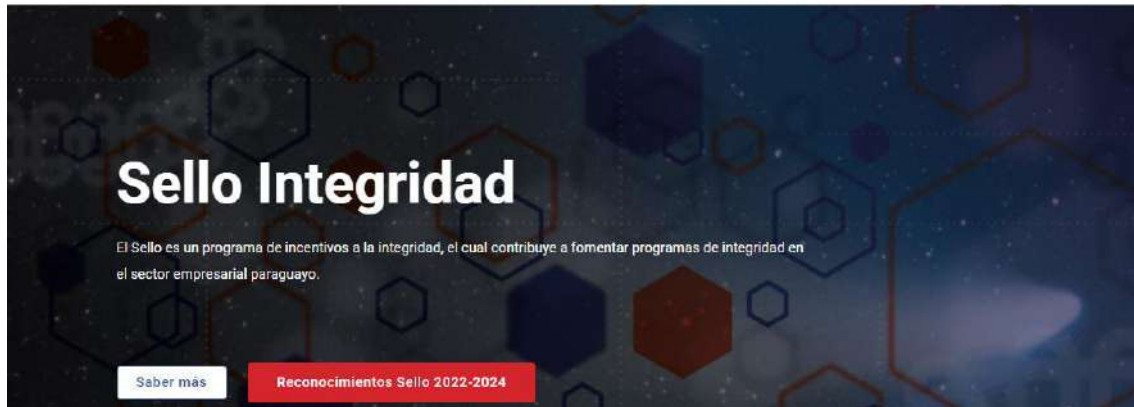 Sello Integridad
El Sello es un programa de incentivos a la integridad, el cual contribuye a fomentar programas de integridad en
el sector empresarial paraguayo.
Saber más
Reconocimientos Sello 2022-2024